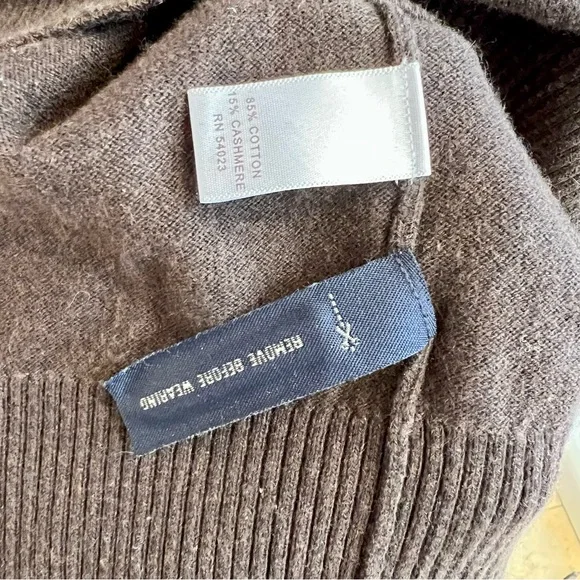 85% COTTON
15% CASHMERE
RN 54023
REMOVE BEFORE WEARING